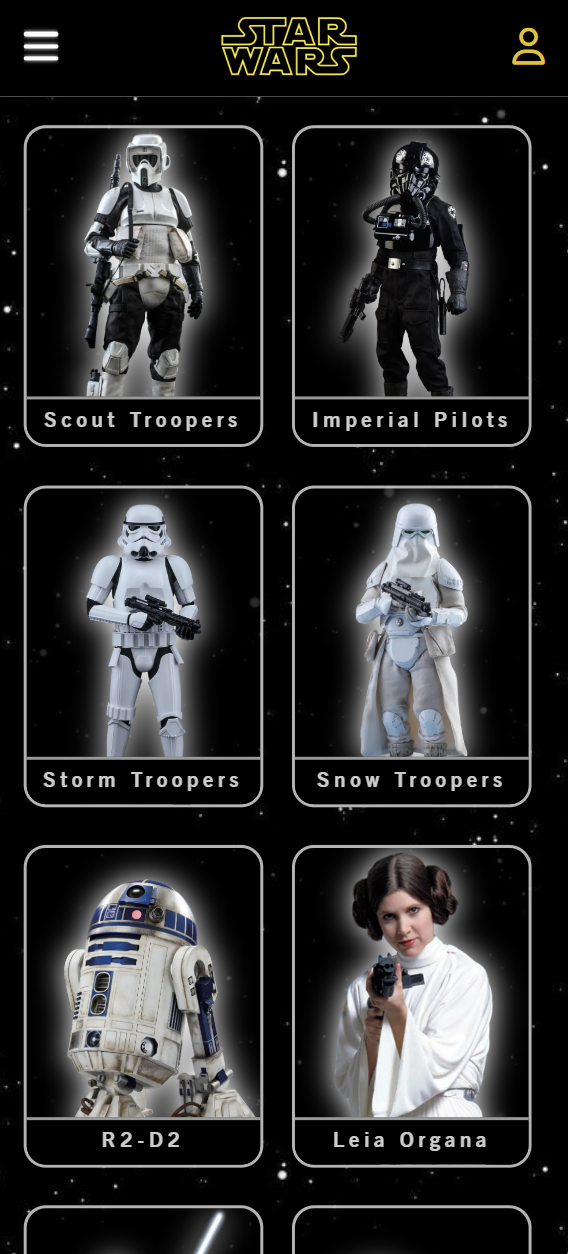 STAR
WARS
Scout Troopers
Imperial Pilots
Storm Troopers
Snow Troopers
R2-D2
Leia Organa